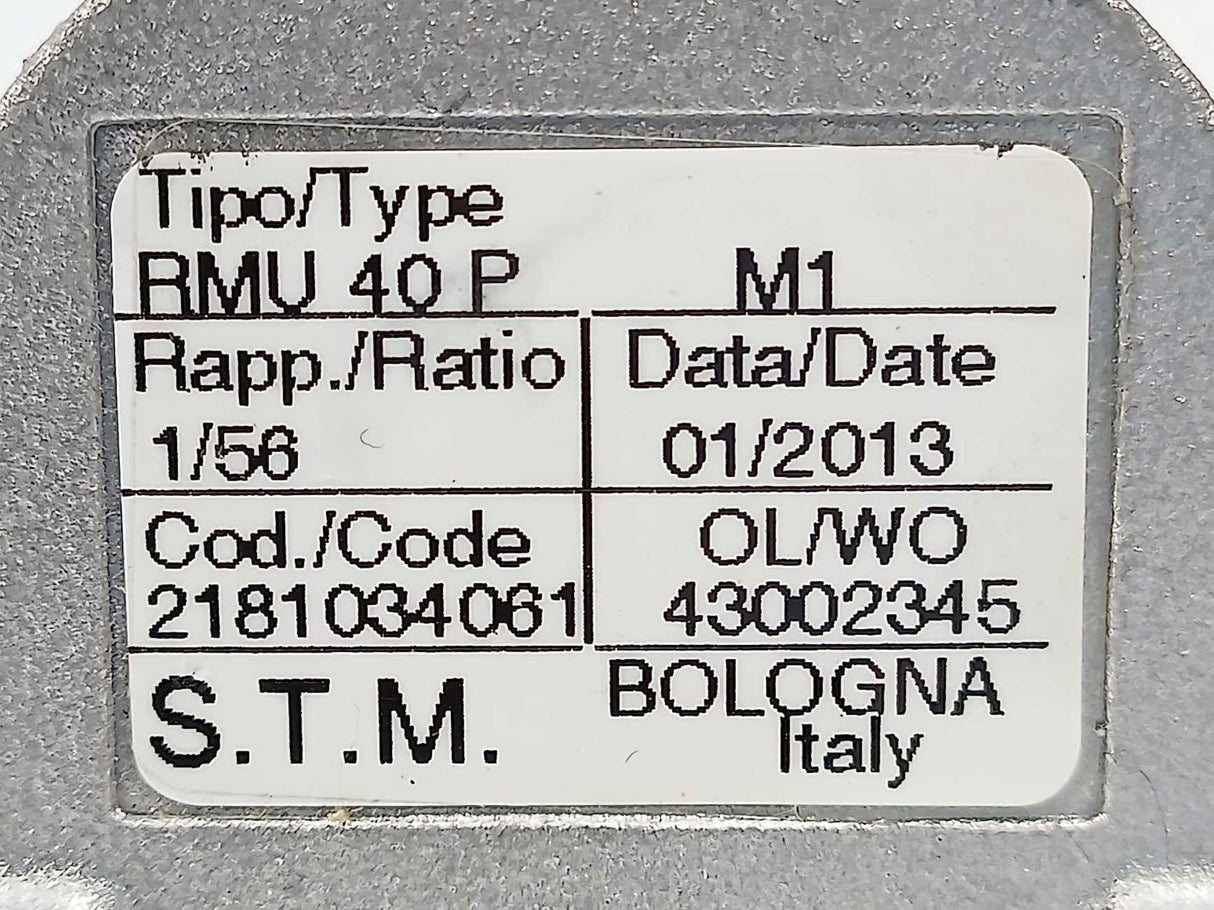 Tipo/Type
RMU 40 P M1
Rapp./Ratio Data/Date
1/56 01/2013
Cod./Code OL/WO
2181034061 43002345
S.T.M. BOLOGNA
Italy